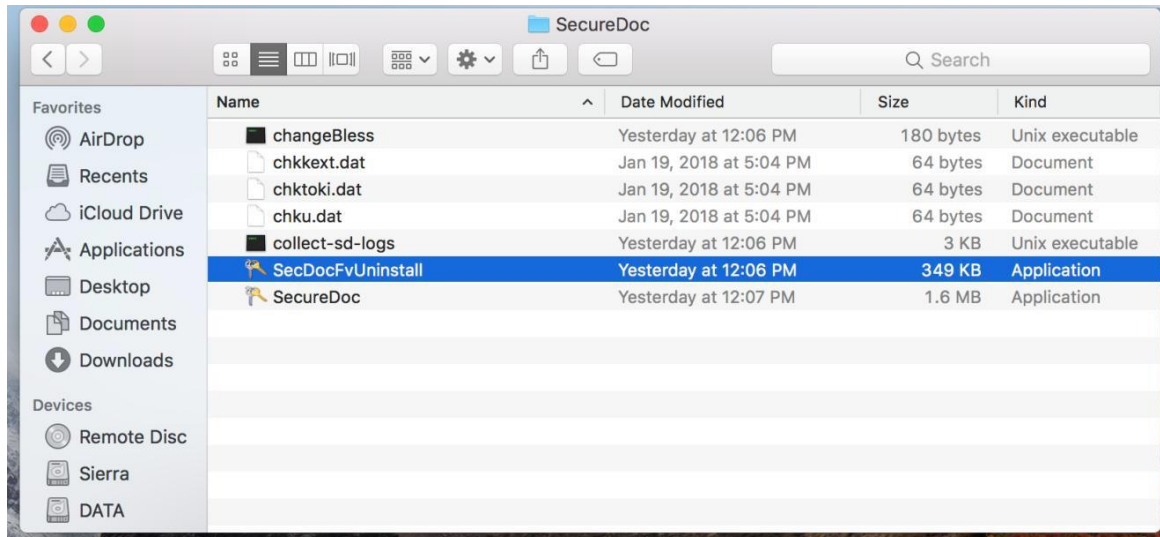 SecureDoc
Search
Favorites
AirDrop
Recents
iCloud Drive
Applications
Desktop
Documents
Downloads
Devices
Remote Disc
Sierra
DATA
Name Date Modified Size Kind
changeBless Yesterday at 12:06 PM 180 bytes Unix executable
chkkext.dat Jan 19, 2018 at 5:04 PM 64 bytes Document
chktoki.dat Jan 19, 2018 at 5:04 PM 64 bytes Document
chku.dat Jan 19, 2018 at 5:04 PM 64 bytes Document
collect-sd-logs Yesterday at 12:06 PM 3 KB Unix executable
SecDocFvUninstall Yesterday at 12:06 PM 349 KB Application
SecureDoc Yesterday at 12:07 PM 1.6 MB Application